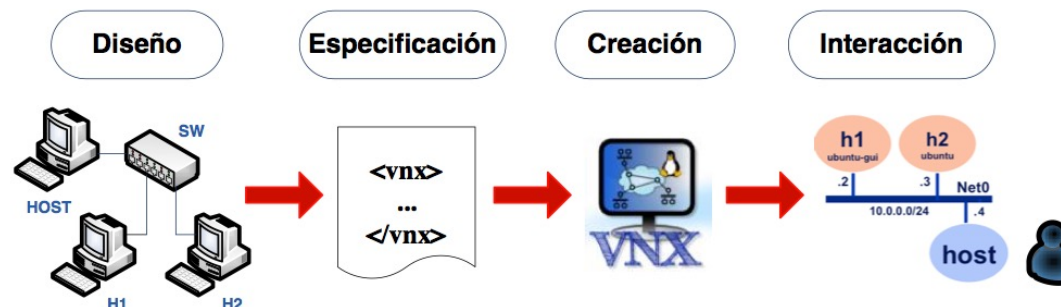 Diseño
Especificación
Creación
Interacción
SW
HOST
H1
H2
<vnx>
...
</vnx>
VNX
h1
ubuntu-gui
h2
ubuntu
.2
.3
Net0
10.0.0.0/24
.4
host